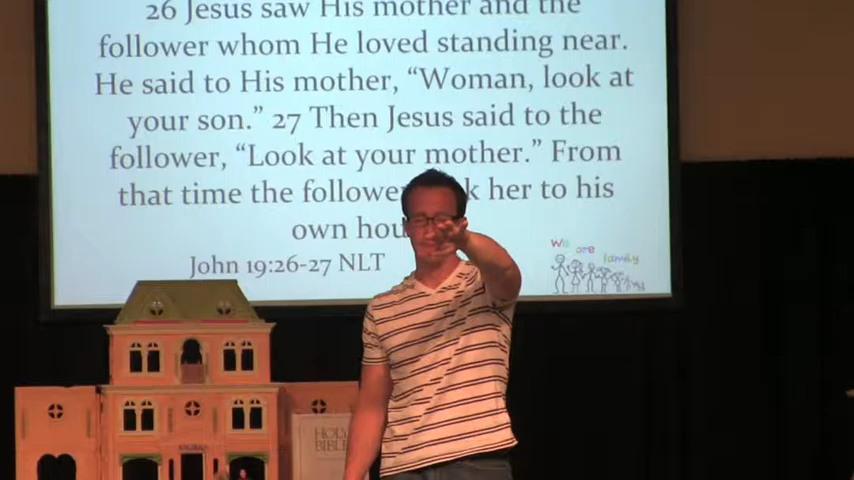 26 Jesus saw His mother and the
follower whom He loved standing near.
He said to His mother, “Woman, look at
your son.” 27 Then Jesus said to the
follower, “Look at your mother.” From
that time the follower k her to his
own hou
John 19:26-27 NLT
We are family
HOLY
BIBLE